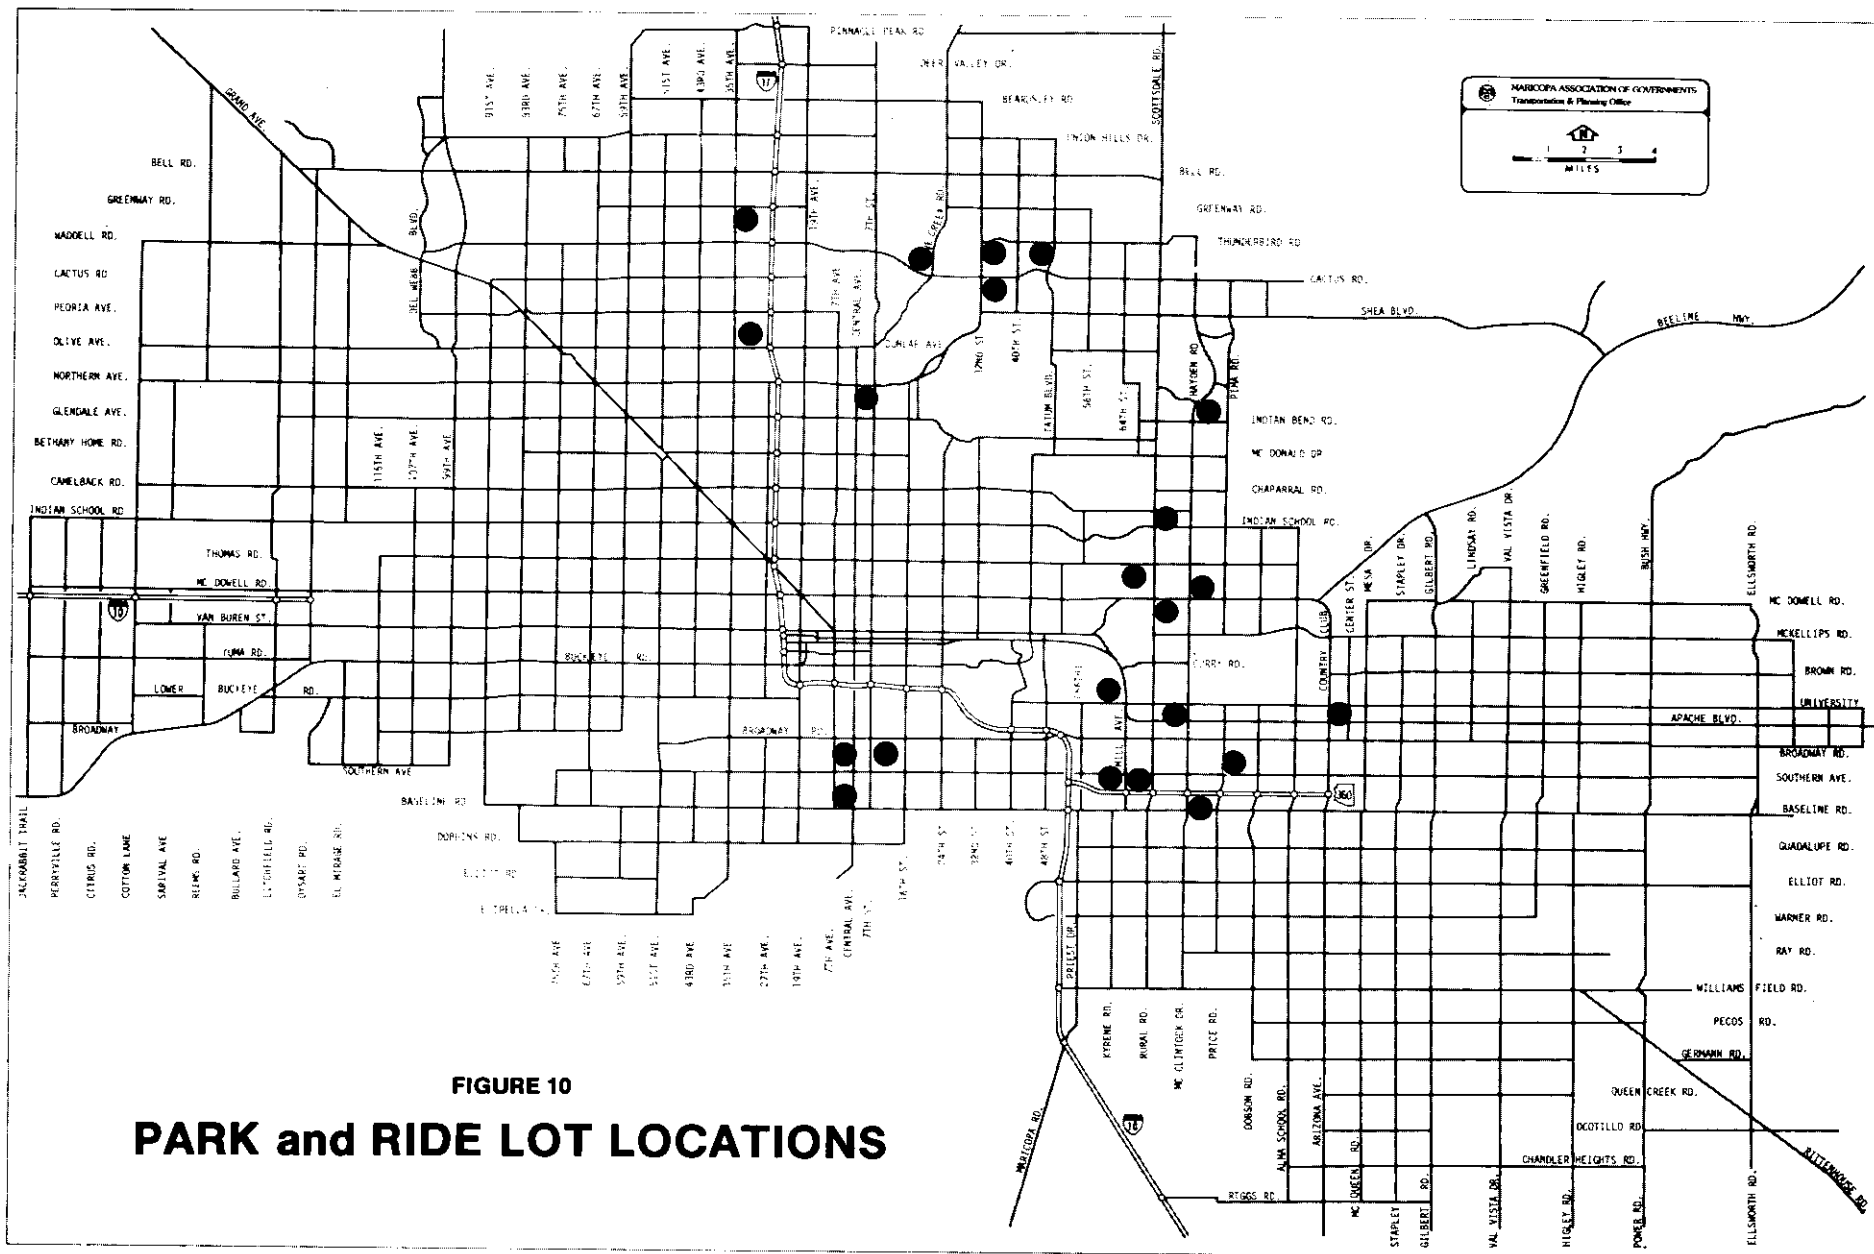 PINNACLE PEAK RD
DEER VALLEY DR.
BEARDSLEY RD
UNION HILLS DR.
BELL RD.
GREENWAY RD.
THUNDERBIRD RD
CACTUS RD.
SHEA BLVD.
BEELINE HWY.
SCOTTSDALE RD.
MARICOPA ASSOCIATION OF GOVERNMENTS
Transportation & Planning Office
N
1 2 3 4
MILES
17
91ST AVE.
83RD AVE.
75TH AVE.
67TH AVE.
59TH AVE.
51ST AVE.
43RD AVE.
35TH AVE.
GRAND AVE.
BELL RD.
GREENWAY RD.
WADDELL RD.
CACTUS RD
PEORIA AVE.
OLIVE AVE.
NORTHERN AVE.
GLENDALE AVE.
BETHANY HOME RD.
CAMELBACK RD.
INDIAN SCHOOL RD
THOMAS RD.
MC DOWELL RD.
10
VAN BUREN ST.
YUMA RD.
LOWER BUCKEYE RD.
BROADWAY
SOUTHERN AVE
BASELINE RD
DOBBINS RD.
ELLIOT RD
DEL WEBB BLVD.
115TH AVE.
107TH AVE.
99TH AVE
19TH AVE.
7TH ST.
CREEK RD
7TH AVE
CENTRAL AVE.
DUNLAP AVE
32ND ST
40TH ST.
TATUM BLVD.
56TH ST.
64TH ST.
HAYDEN RD
PIMA RD.
INDIAN BEND RD.
MC DONALD DR
CHAPARRAL RD.
INDIAN SCHOOL RD.
BUCKEYE RD.
BROADWAY RD.
CURRY RD.
MILL AVE.
COUNTRY CLUB
CENTER ST.
MESA DR.
STAPLEY DR.
GILBERT RD.
LINDSAY RD.
VAL VISTA DR.
GREENFIELD RD.
HIGLEY RD.
BUSH HWY.
ELLSWORTH RD.
MC DOWELL RD.
MCKELLIPS RD.
BROWN RD.
UNIVERSITY
APACHE BLVD.
BROADWAY RD.
SOUTHERN AVE.
360
BASELINE RD.
GUADALUPE RD.
ELLIOT RD.
WARNER RD.
RAY RD.
WILLIAMS FIELD RD.
PECOS RD.
GERMANN RD.
QUEEN CREEK RD.
OCOTILLO RD
CHANDLER HEIGHTS RD.
RIGGS RD.
RITTENHOUSE RD.
JACKRABBIT TRAIL
PERRYVILLE RD.
CITRUS RD.
COTTON LANE
SARIVAL AVE
REEMS RD.
BULLARD AVE.
LITCHFIELD RD.
DYSART RD.
EL MIRAGE RD.
75TH AVE
67TH AVE
59TH AVE.
51ST AVE.
43RD AVE
35TH AVE
27TH AVE.
19TH AVE.
7TH AVE.
CENTRAL AVE.
7TH ST.
16TH ST.
24TH ST
32ND ST
40TH ST.
48TH ST
PRIEST DR.
KYRENE RD.
RURAL RD.
MC CLINTOCK DR.
PRICE RD.
DOBSON RD.
ALMA SCHOOL RD.
ARIZONA AVE.
MC QUEEN RD.
STAPLEY
GILBERT RD.
VAL VISTA DR.
HIGLEY RD.
POWER RD.
ELLSWORTH RD.
MARICOPA RD.
10
FIGURE 10
PARK and RIDE LOT LOCATIONS